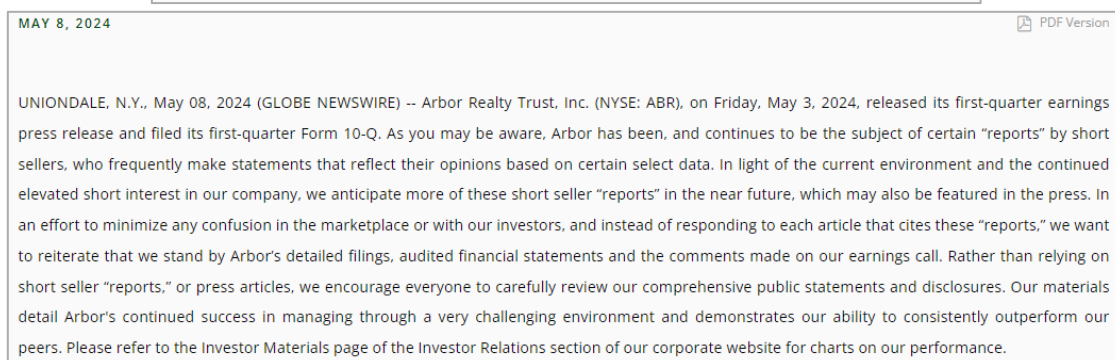 MAY 8, 2024
PDF Version
UNIONDALE, N.Y., May 08, 2024 (GLOBE NEWSWIRE) -- Arbor Realty Trust, Inc. (NYSE: ABR), on Friday, May 3, 2024, released its first-quarter earnings
press release and filed its first-quarter Form 10-Q. As you may be aware, Arbor has been, and continues to be the subject of certain “reports” by short
sellers, who frequently make statements that reflect their opinions based on certain select data. In light of the current environment and the continued
elevated short interest in our company, we anticipate more of these short seller “reports” in the near future, which may also be featured in the press. In
an effort to minimize any confusion in the marketplace or with our investors, and instead of responding to each article that cites these “reports,” we want
to reiterate that we stand by Arbor’s detailed filings, audited financial statements and the comments made on our earnings call. Rather than relying on
short seller “reports,” or press articles, we encourage everyone to carefully review our comprehensive public statements and disclosures. Our materials
detail Arbor's continued success in managing through a very challenging environment and demonstrates our ability to consistently outperform our
peers. Please refer to the Investor Materials page of the Investor Relations section of our corporate website for charts on our performance.